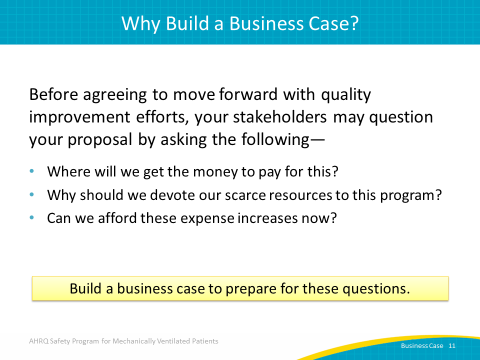 Why Build a Business Case?
Before agreeing to move forward with quality
improvement efforts, your stakeholders may question
your proposal by asking the following—
• Where will we get the money to pay for this?
• Why should we devote our scarce resources to this program?
• Can we afford these expense increases now?
Build a business case to prepare for these questions.
AHRQ Safety Program for Mechanically Ventilated Patients
Business Case 11